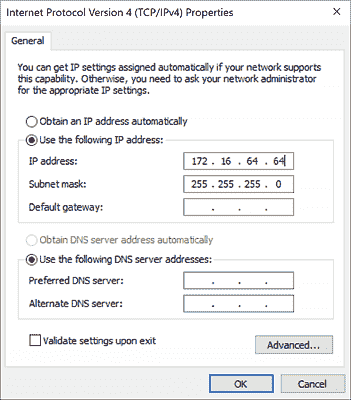 Internet Protocol Version 4 (TCP/IPv4) Properties
General
You can get IP settings assigned automatically if your network supports
this capability. Otherwise, you need to ask your network administrator
for the appropriate IP settings.
Obtain an IP address automatically
Use the following IP address:
IP address: 172 . 16 . 64 . 64
Subnet mask: 255 . 255 . 255 . 0
Default gateway: . . .
Obtain DNS server address automatically
Use the following DNS server addresses:
Preferred DNS server: . . .
Alternate DNS server: . . .
Validate settings upon exit
Advanced...
OK Cancel